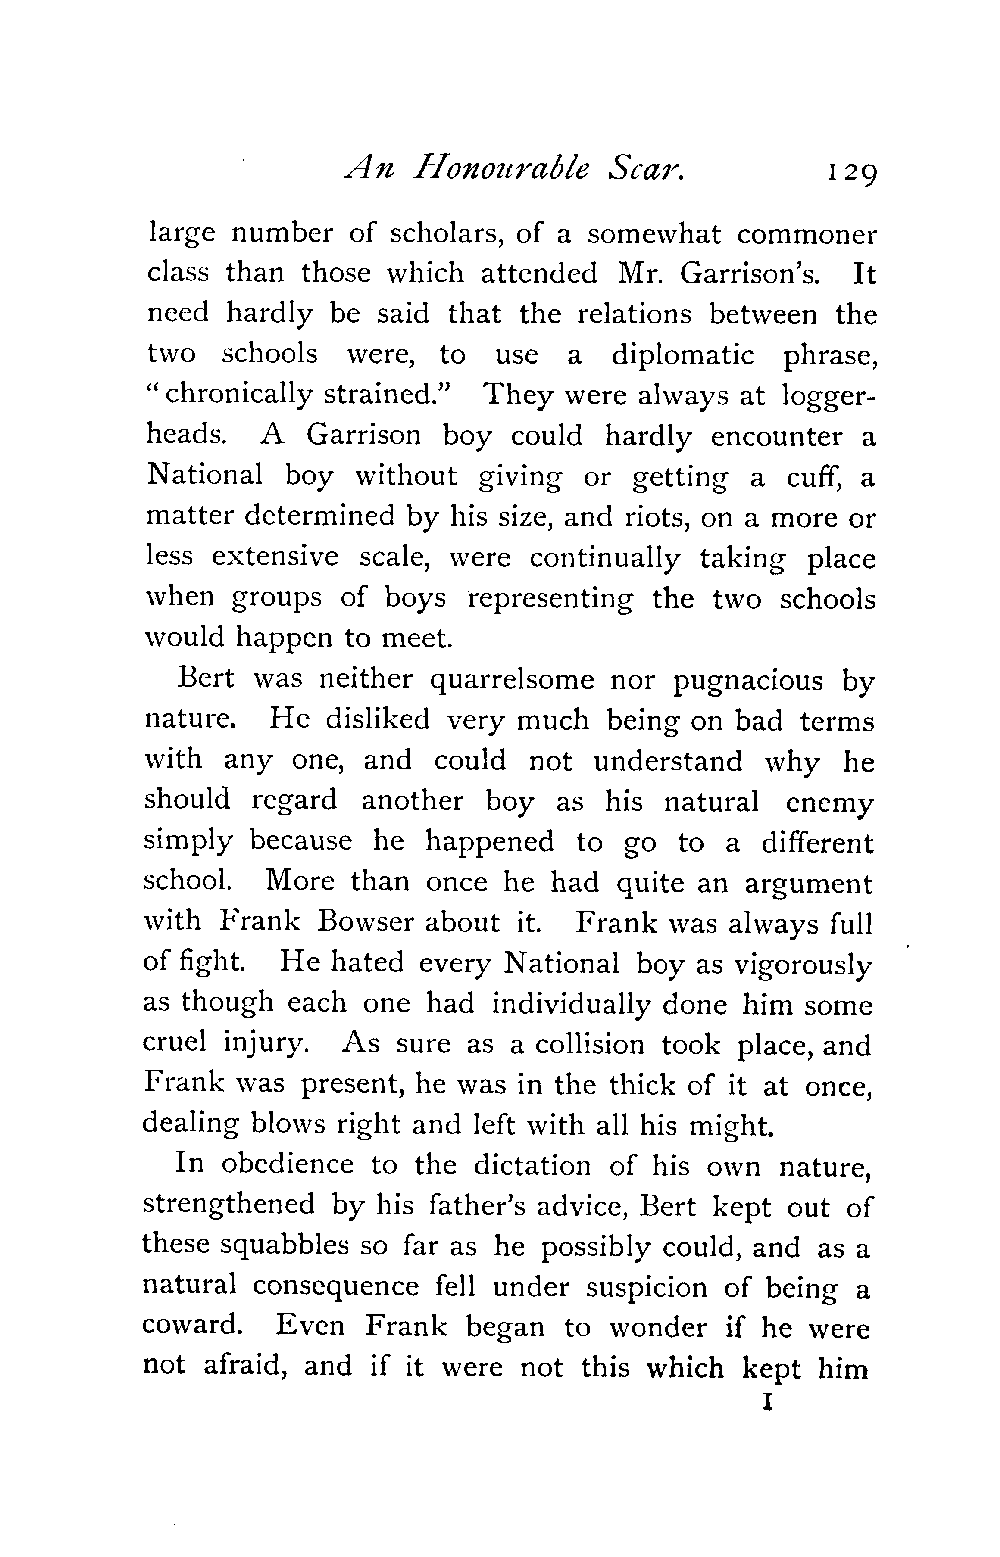 An Honourable Scar. 129
large number of scholars, of a somewhat commoner
class than those which attended Mr. Garrison's. It
need hardly be said that the relations between the
two schools were, to use a diplomatic phrase,
“chronically strained.” They were always at logger-
heads. A Garrison boy could hardly encounter a
National boy without giving or getting a cuff, a
matter determined by his size, and riots, on a more or
less extensive scale, were continually taking place
when groups of boys representing the two schools
would happen to meet.
Bert was neither quarrelsome nor pugnacious by
nature. He disliked very much being on bad terms
with any one, and could not understand why he
should regard another boy as his natural enemy
simply because he happened to go to a different
school. More than once he had quite an argument
with Frank Bowser about it. Frank was always full
of fight. He hated every National boy as vigorously
as though each one had individually done him some
cruel injury. As sure as a collision took place, and
Frank was present, he was in the thick of it at once,
dealing blows right and left with all his might.
In obedience to the dictation of his own nature,
strengthened by his father's advice, Bert kept out of
these squabbles so far as he possibly could, and as a
natural consequence fell under suspicion of being a
coward. Even Frank began to wonder if he were
not afraid, and if it were not this which kept him
I